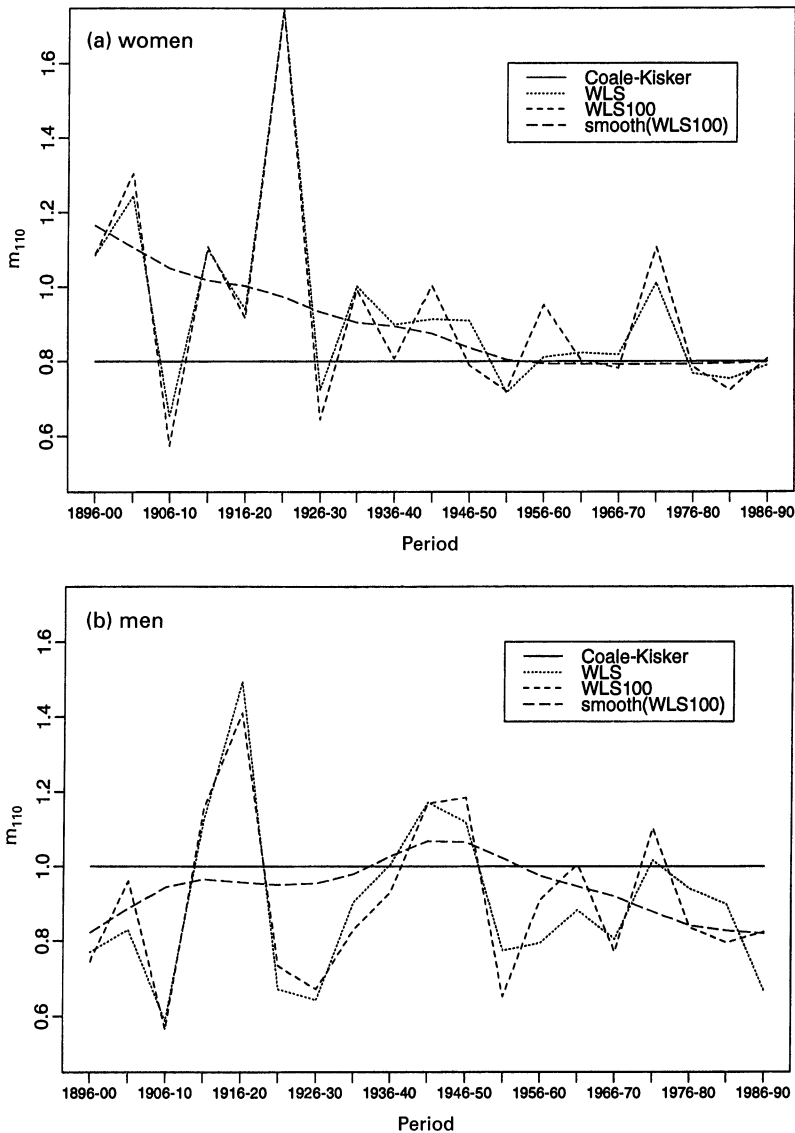 (a) women
Coale-Kisker
WLS
WLS100
smooth(WLS100)
m110
1.6
1.4
1.2
1.0
0.8
0.6
1896-00 1906-10 1916-20 1926-30 1936-40 1946-50 1956-60 1966-70 1976-80 1986-90
Period
(b) men
Coale-Kisker
WLS
WLS100
smooth(WLS100)
m110
1.6
1.4
1.2
1.0
0.8
0.6
1896-00 1906-10 1916-20 1926-30 1936-40 1946-50 1956-60 1966-70 1976-80 1986-90
Period